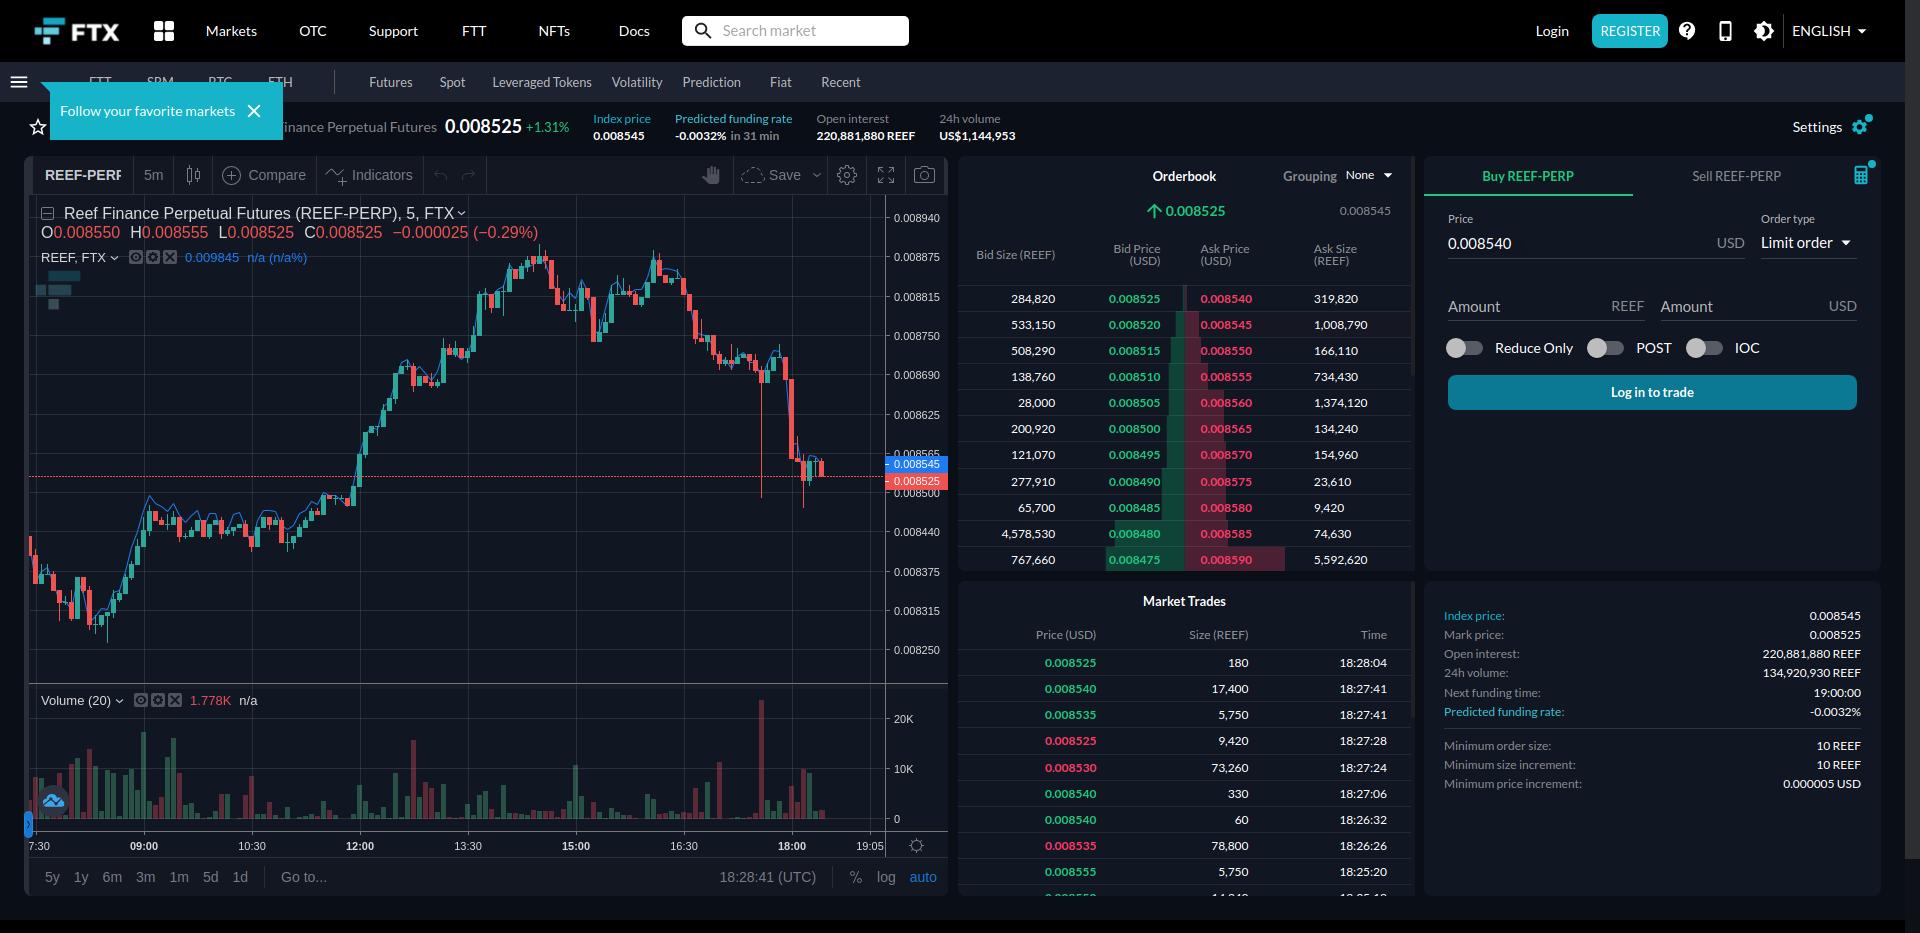 FTX
Markets
OTC
Support
FTT
NFTs
Docs
Search market
Login
REGISTER
ENGLISH
Futures
Spot
Leveraged Tokens
Volatility
Prediction
Fiat
Recent
Follow your favorite markets
Finance Perpetual Futures
0.008525 +1.31%
Index price
0.008545
Predicted funding rate
-0.0032% in 31 min
Open interest
220,881,880 REEF
24h volume
US$1,144,953
Settings
REEF-PERP
5m
Compare
Indicators
Save
Reef Finance Perpetual Futures (REEF-PERP), 5, FTX
O0.008550 H0.008555 L0.008525 C0.008525 −0.000025 (−0.29%)
REEF, FTX 0.009845 n/a (n/a%)
0.008940
0.008875
0.008815
0.008750
0.008690
0.008625
0.008565
0.008545
0.008525
0.008500
0.008440
0.008375
0.008315
0.008250
Volume (20) 1.778K n/a
20K
10K
0
7:30 09:00 10:30 12:00 13:30 15:00 16:30 18:00 19:05
5y 1y 6m 3m 1m 5d 1d Go to...
18:28:41 (UTC) % log auto
Orderbook
Grouping None
0.008525 0.008545
Bid Size (REEF) Bid Price (USD) Ask Price (USD) Ask Size (REEF)
284,820 0.008525 0.008540 319,820
533,150 0.008520 0.008545 1,008,790
508,290 0.008515 0.008550 166,110
138,760 0.008510 0.008555 734,430
28,000 0.008505 0.008560 1,374,120
200,920 0.008500 0.008565 134,240
121,070 0.008495 0.008570 154,960
277,910 0.008490 0.008575 23,610
65,700 0.008485 0.008580 9,420
4,578,530 0.008480 0.008585 74,630
767,660 0.008475 0.008590 5,592,620
Market Trades
Price (USD) Size (REEF) Time
0.008525 180 18:28:04
0.008540 17,400 18:27:41
0.008535 5,750 18:27:41
0.008525 9,420 18:27:28
0.008530 73,260 18:27:24
0.008540 330 18:27:06
0.008540 60 18:26:32
0.008535 78,800 18:26:26
0.008555 5,750 18:25:20
Buy REEF-PERP
Sell REEF-PERP
Price
0.008540 USD
Order type
Limit order
Amount REEF
Amount USD
Reduce Only
POST
IOC
Log in to trade
Index price: 0.008545
Mark price: 0.008525
Open interest: 220,881,880 REEF
24h volume: 134,920,930 REEF
Next funding time: 19:00:00
Predicted funding rate: -0.0032%
Minimum order size: 10 REEF
Minimum size increment: 10 REEF
Minimum price increment: 0.000005 USD